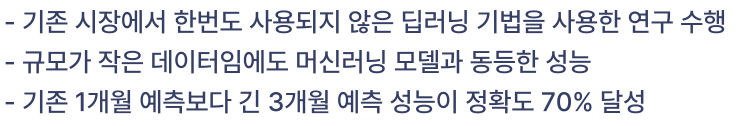 - 기존 시장에서 한번도 사용되지 않은 딥러닝 기법을 사용한 연구 수행
- 규모가 작은 데이터임에도 머신러닝 모델과 동등한 성능
- 기존 1개월 예측보다 긴 3개월 예측 성능이 정확도 70% 달성